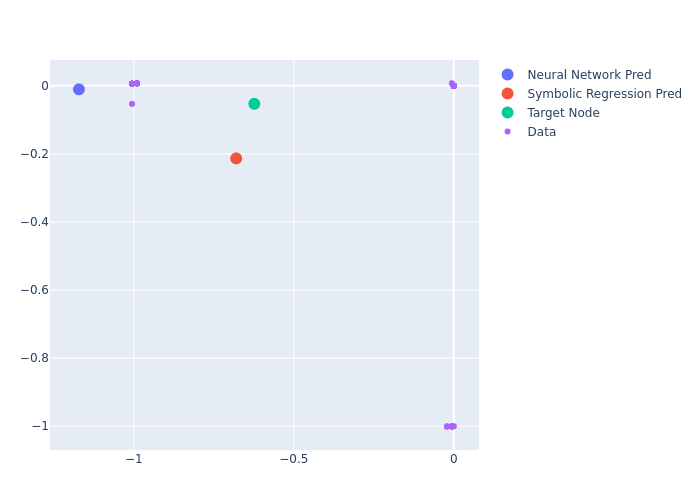 0
−0.2
−0.4
−0.6
−0.8
−1
−1
−0.5
0
Neural Network Pred
Symbolic Regression Pred
Target Node
Data